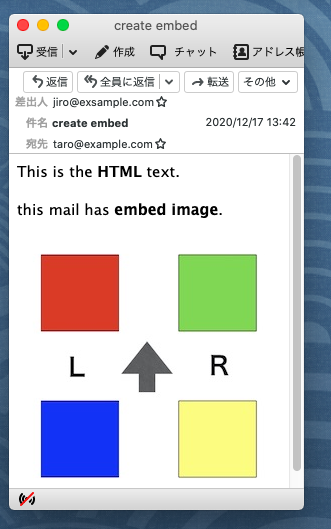 create embed
受信 作成 チャット アドレス帳
返信 全員に返信 転送 その他
差出人 jiro@exsample.com
件名 create embed 2020/12/17 13:42
宛先 taro@example.com
This is the HTML text.
this mail has embed image.
L R